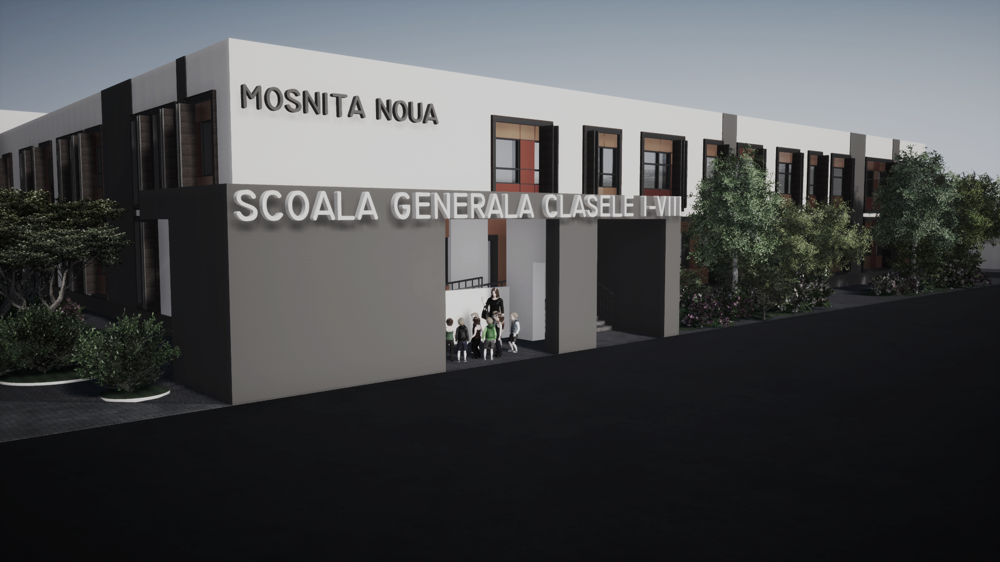 MOSNITA NOUA
SCOALA GENERALA CLASELE I-VIII